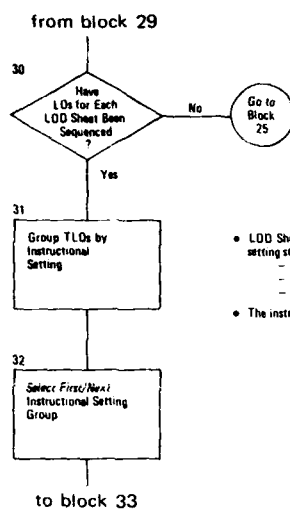 from block 29
30
Have
LOs for Each
LOD Sheet Been
Sequenced
?
No
Go to
Block
25
Yes
31
Group TLOs by
Instructional
Setting
• LOD She
setting s
–
–
–
• The instr
32
Select First/Next
Instructional Setting
Group
to block 33